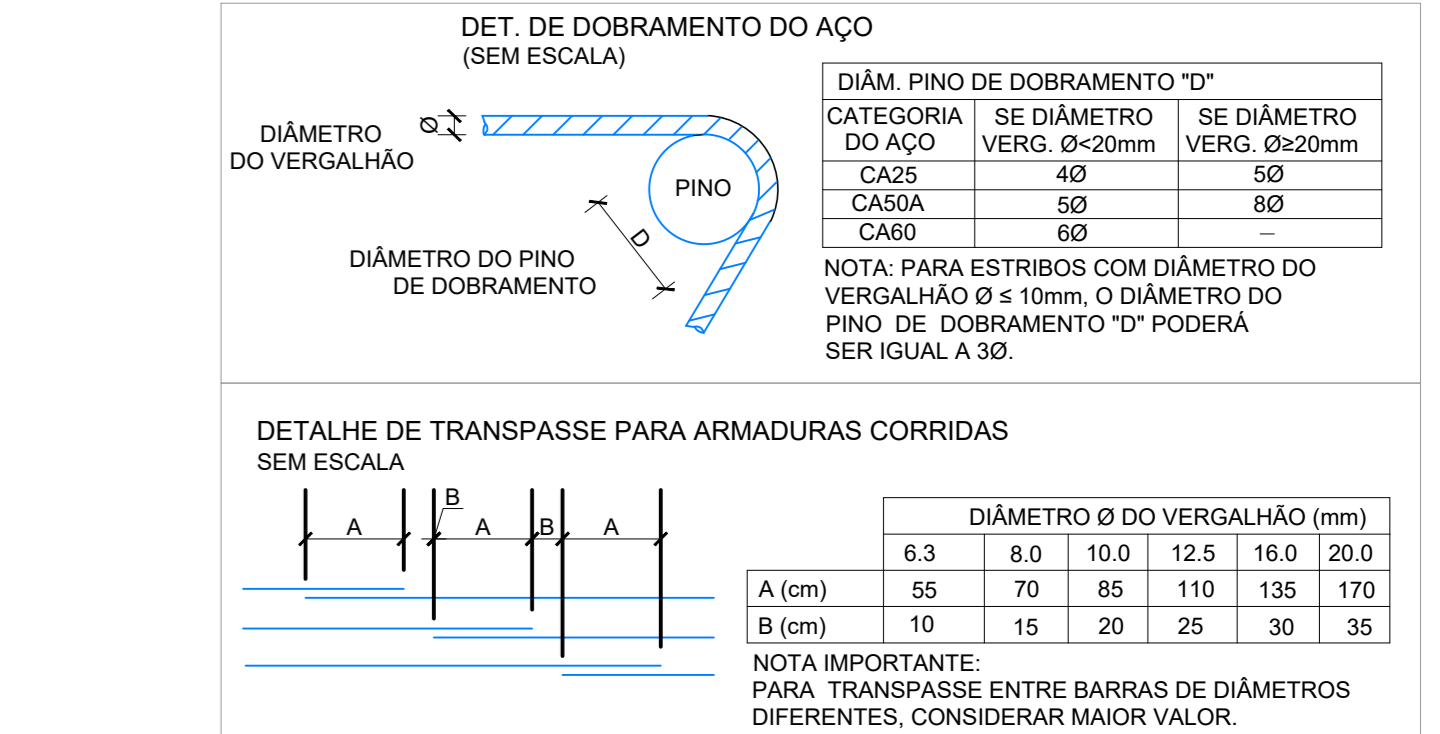 DET. DE DOBRAMENTO DO AÇO
(SEM ESCALA)
Ø
DIÂMETRO
DO VERGALHÃO
PINO
D
DIÂMETRO DO PINO
DE DOBRAMENTO
DIÂM. PINO DE DOBRAMENTO "D"
CATEGORIA DO AÇO SE DIÂMETRO VERG. Ø<20mm SE DIÂMETRO VERG. Ø≥20mm
CA25 4Ø 5Ø
CA50A 5Ø 8Ø
CA60 6Ø –
NOTA: PARA ESTRIBOS COM DIÂMETRO DO
VERGALHÃO Ø ≤ 10mm, O DIÂMETRO DO
PINO DE DOBRAMENTO "D" PODERÁ
SER IGUAL A 3Ø.
DETALHE DE TRANSPASSE PARA ARMADURAS CORRIDAS
SEM ESCALA
B
A A B A
DIÂMETRO Ø DO VERGALHÃO (mm)
6.3 8.0 10.0 12.5 16.0 20.0
A (cm) 55 70 85 110 135 170
B (cm) 10 15 20 25 30 35
NOTA IMPORTANTE:
PARA TRANSPASSE ENTRE BARRAS DE DIÂMETROS
DIFERENTES, CONSIDERAR MAIOR VALOR.